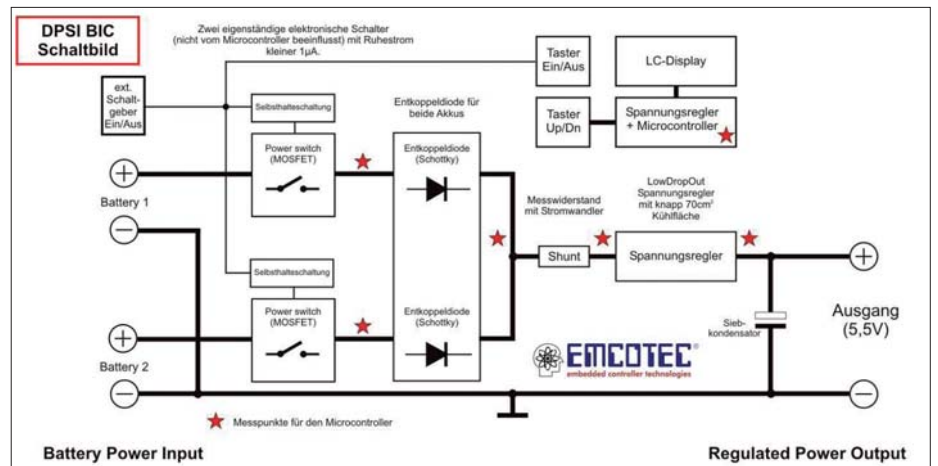 DPSI BIC
Schaltbild
Zwei eigenständige elektronische Schalter
(nicht vom Microcontroller beeinflusst) mit Ruhestrom
kleiner 1µA.
ext.
Schalt-
geber
Ein/Aus
Taster
Ein/Aus
LC-Display
Taster
Up/Dn
Spannungsregler
+ Microcontroller
Selbsthalteschaltung
Entkoppeldiode für
beide Akkus
Power switch
(MOSFET)
Entkoppeldiode
(Schottky)
Battery 1
Messwiderstand
mit Stromwandler
LowDropOut
Spannungsregler
mit knapp 70cm²
Kühlfläche
Shunt
Spannungsregler
Selbsthalteschaltung
Power switch
(MOSFET)
Entkoppeldiode
(Schottky)
Battery 2
Sieb-
kondensator
Ausgang
(5,5V)
EMCOTEC®
embedded controller technologies
Messpunkte für den Microcontroller
Battery Power Input
Regulated Power Output